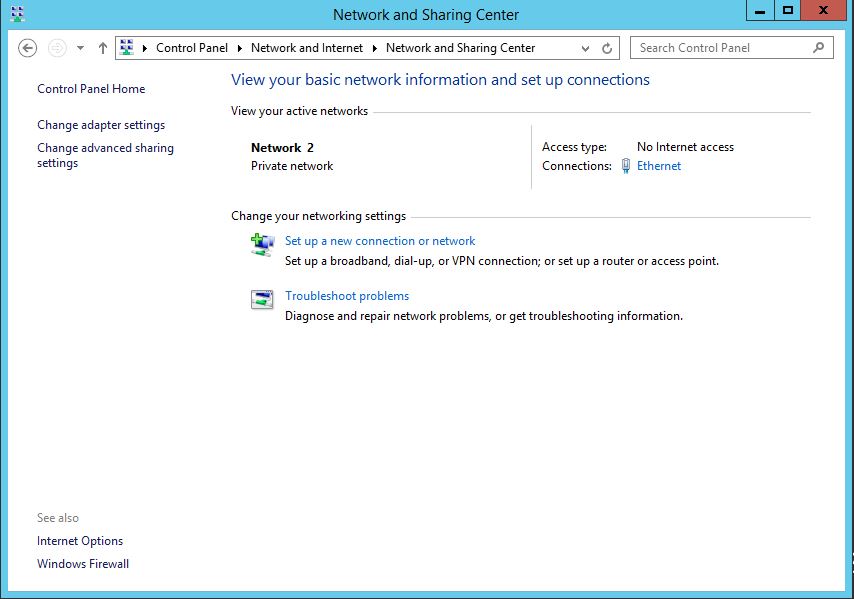 Network and Sharing Center
Control Panel Network and Internet Network and Sharing Center
Search Control Panel
Control Panel Home
Change adapter settings
Change advanced sharing
settings
View your basic network information and set up connections
View your active networks
Network 2
Private network
Access type: No Internet access
Connections: Ethernet
Change your networking settings
Set up a new connection or network
Set up a broadband, dial-up, or VPN connection; or set up a router or access point.
Troubleshoot problems
Diagnose and repair network problems, or get troubleshooting information.
See also
Internet Options
Windows Firewall